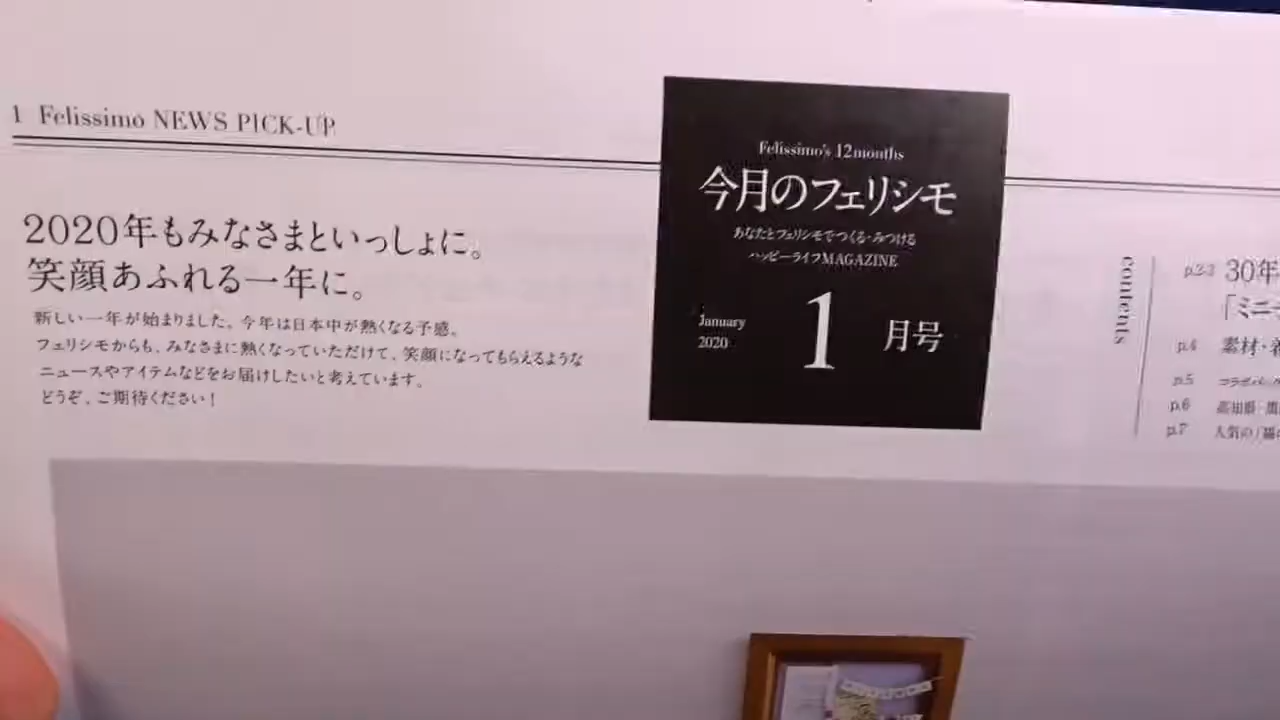 1 Felissimo NEWS PICK-UP
2020年もみなさまといっしょに。
笑顔あふれる一年に。
新しい一年が始まりました。今年は日本中が熱くなる予感。
フェリシモからも、みなさまに熱くなっていただけて、笑顔になってもらえるような
ニュースやアイテムなどをお届けしたいと考えています。
どうぞ、ご期待ください!
Felissimo's 12months
今月のフェリシモ
あなたとフェリシモでつくる・みつける
ハッピーライフMAGAZINE
January
2020
1月号
contents
p.2-3 30年
「ミニ
p.4 素材・
p.5
p.6 高知県
p.7 人気の「猫